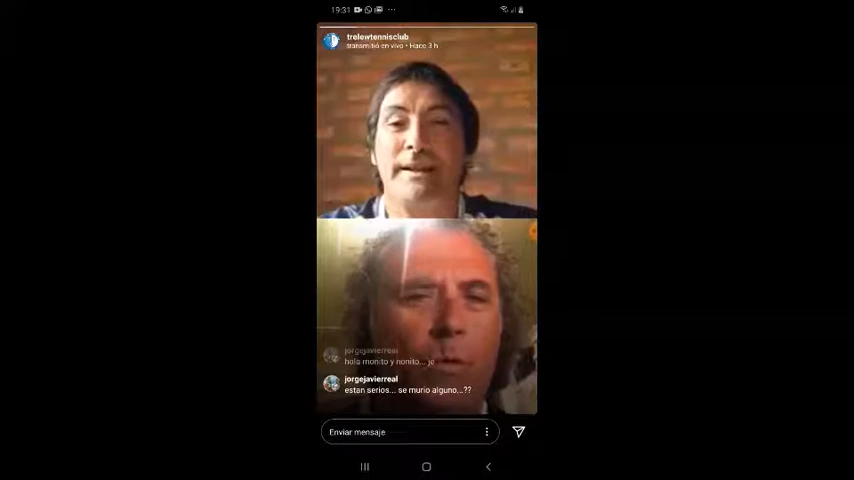 19:31
trelewtennisclub
transmitió en vivo • Hace 3 h
jorgejavierreal
hola monito y nonito... je
jorgejavierreal
estan serios... se murio alguno...??
Enviar mensaje